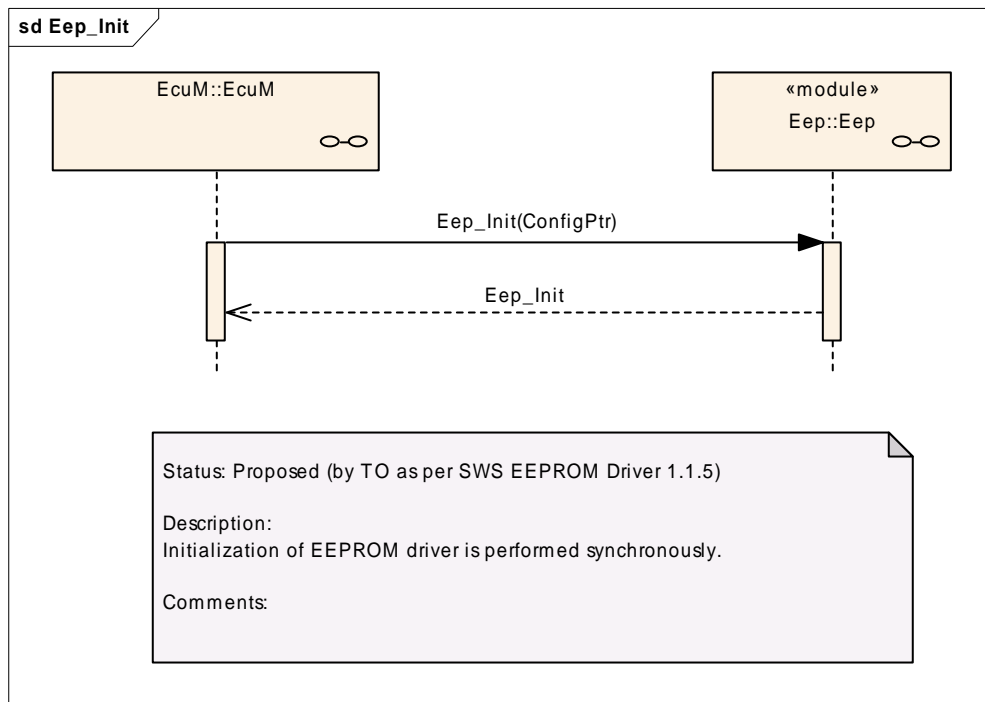 sd Eep_Init
EcuM::EcuM
«module»
Eep::Eep
Eep_Init(ConfigPtr)
Eep_Init
Status: Proposed (by TO as per SWS EEPROM Driver 1.1.5)
Description:
Initialization of EEPROM driver is performed synchronously.
Comments: